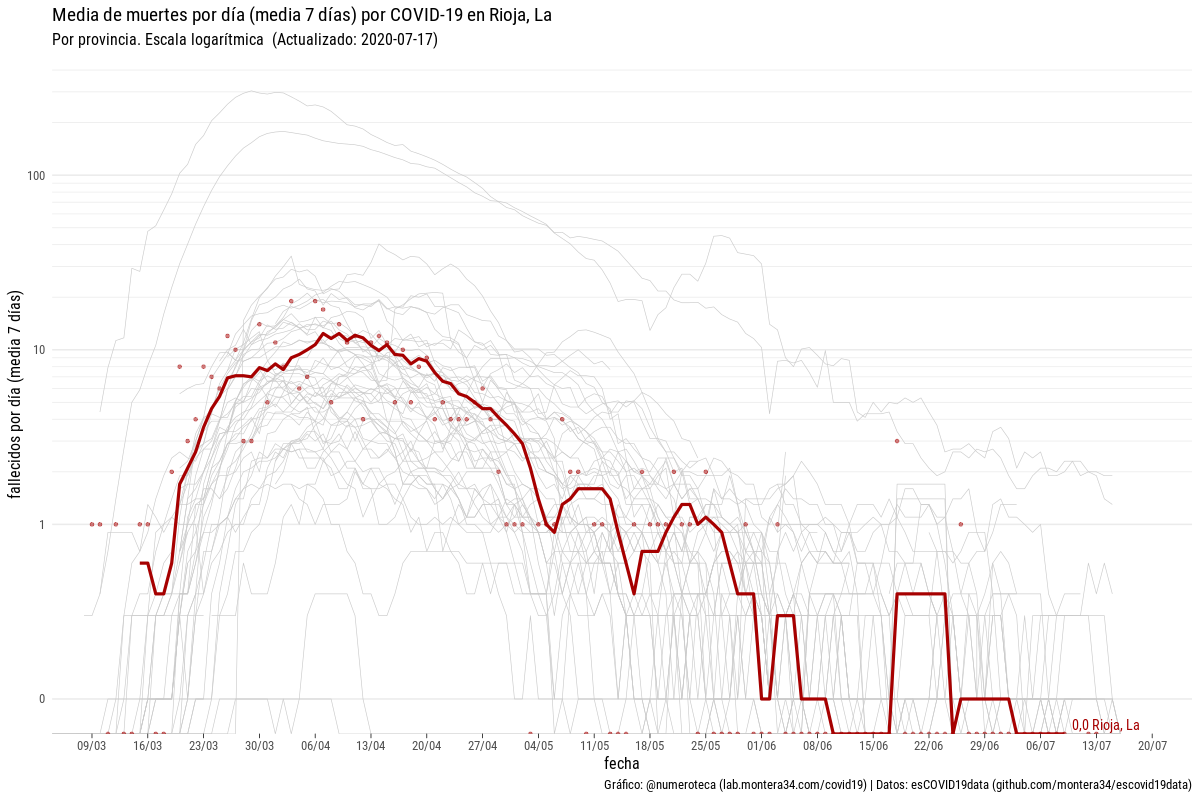 Media de muertes por día (media 7 días) por COVID-19 en Rioja, La
Por provincia. Escala logarítmica  (Actualizado: 2020-07-17)
fallecidos por día (media  7 días)
100
10
1
0
0,0 Rioja, La
09/03 16/03 23/03 30/03 06/04 13/04 20/04 27/04 04/05 11/05 18/05 25/05 01/06 08/06 15/06 22/06 29/06 06/07 13/07 20/07
fecha
Gráfico: @numeroteca (lab.montera34.com/covid19) | Datos: esCOVID19data (github.com/montera34/escovid19data)